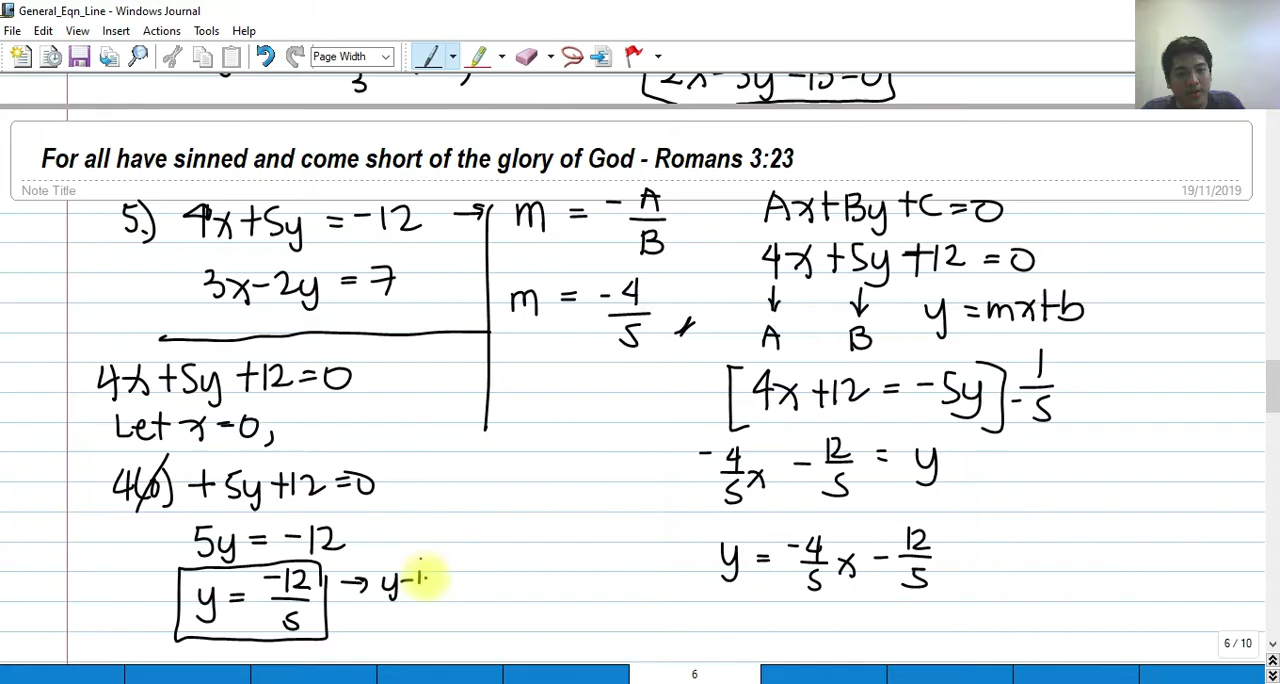 General_Eqn_Line - Windows Journal
File Edit View Insert Actions Tools Help
Page Width
3
2x-5y-15=0
For all have sinned and come short of the glory of God - Romans 3:23
Note Title
19/11/2019
5.) 4x+5y = -12 →
3x-2y = 7
m = -A/B
m = -4/5
Ax+By+C=0
4x+5y+12=0
↓ ↓
A B
y=mx+b
[4x+12 = -5y] -1/5
-4/5x - 12/5 = y
y = -4/5x - 12/5
4x+5y+12=0
Let x=0,
4(0)+5y+12=0
5y = -12
y = -12/5 → y-i
6 / 10
6